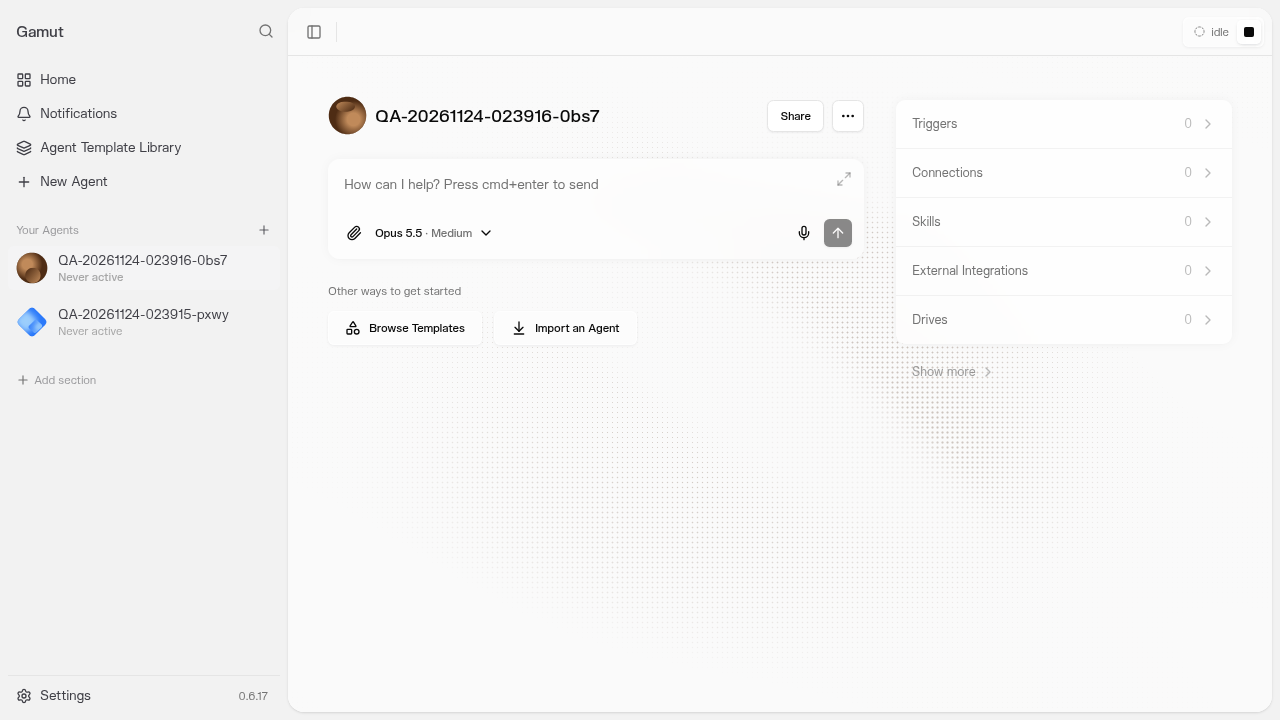 Gamut
Home
Notifications
Agent Template Library
New Agent
Your Agents
QA-20261124-023916-0bs7
Never active
QA-20261124-023915-pxwy
Never active
Add section
Settings
0.6.17
idle
QA-20261124-023916-0bs7
Share
How can I help? Press cmd+enter to send
Opus 5.5 · Medium
Other ways to get started
Browse Templates
Import an Agent
Triggers 0
Connections 0
Skills 0
External Integrations 0
Drives 0
Show more